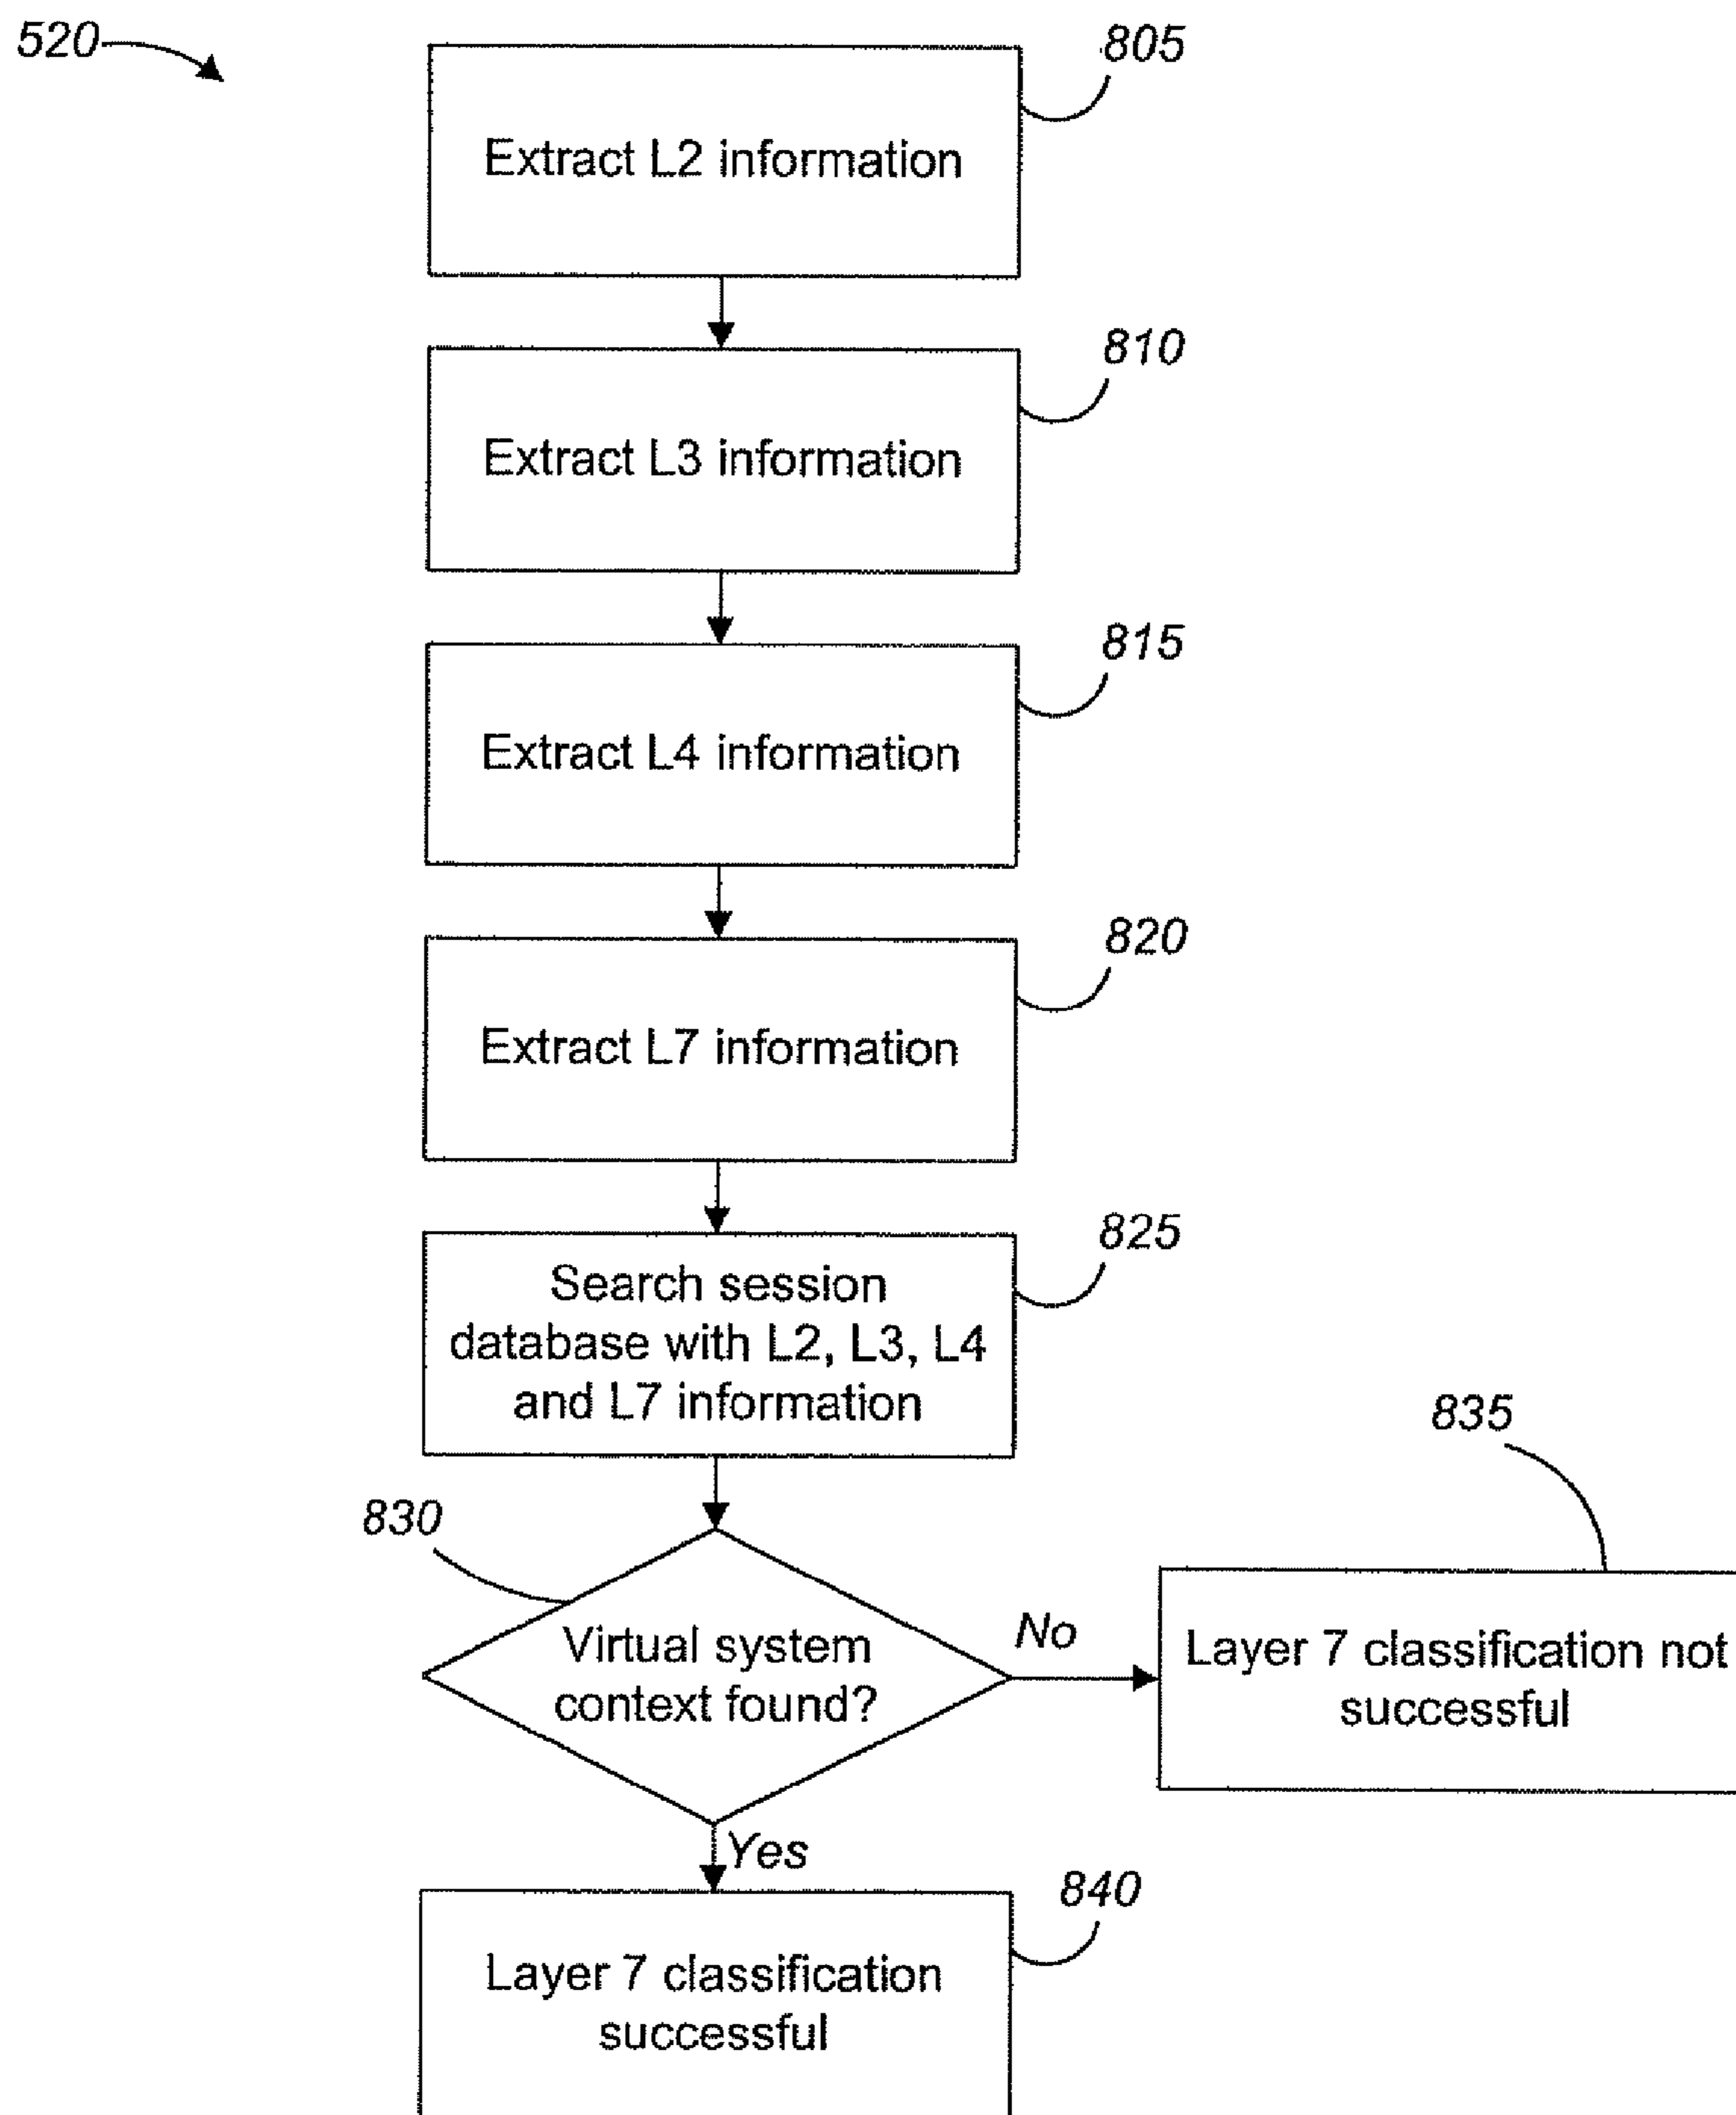 520
805
Extract L2 information
810
Extract L3 information
815
Extract L4 information
820
Extract L7 information
825
Search session
database with L2, L3, L4
and L7 information
830
Virtual system
context found?
No
835
Layer 7 classification not
successful
Yes
840
Layer 7 classification
successful